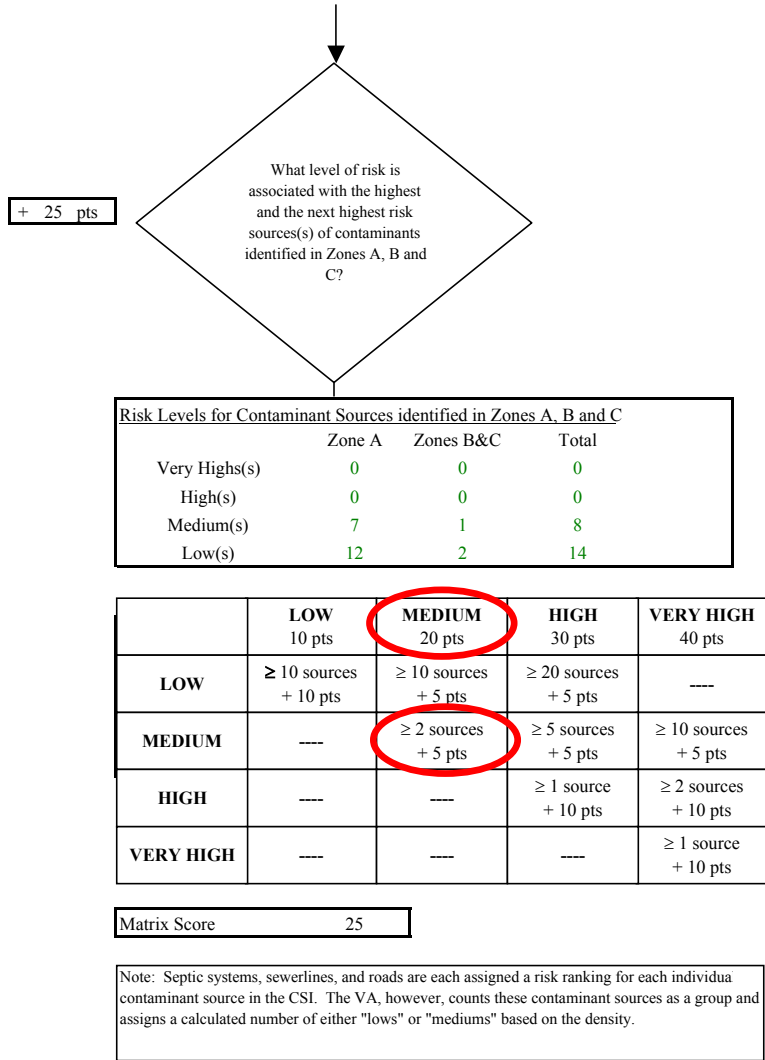 What level of risk is
associated with the highest
and the next highest risk
sources(s) of contaminants
identified in Zones A, B and
C?
+ 25 pts
Risk Levels for Contaminant Sources identified in Zones A, B and C
Zone A Zones B&C Total
Very Highs(s) 0 0 0
High(s) 0 0 0
Medium(s) 7 1 8
Low(s) 12 2 14
LOW MEDIUM HIGH VERY HIGH
10 pts 20 pts 30 pts 40 pts
LOW ≥ 10 sources + 10 pts ≥ 10 sources + 5 pts ≥ 20 sources + 5 pts ----
MEDIUM ---- ≥ 2 sources + 5 pts ≥ 5 sources + 5 pts ≥ 10 sources + 5 pts
HIGH ---- ---- ≥ 1 source + 10 pts ≥ 2 sources + 10 pts
VERY HIGH ---- ---- ---- ≥ 1 source + 10 pts
Matrix Score 25
Note: Septic systems, sewerlines, and roads are each assigned a risk ranking for each individua
contaminant source in the CSI. The VA, however, counts these contaminant sources as a group and
assigns a calculated number of either "lows" or "mediums" based on the density.